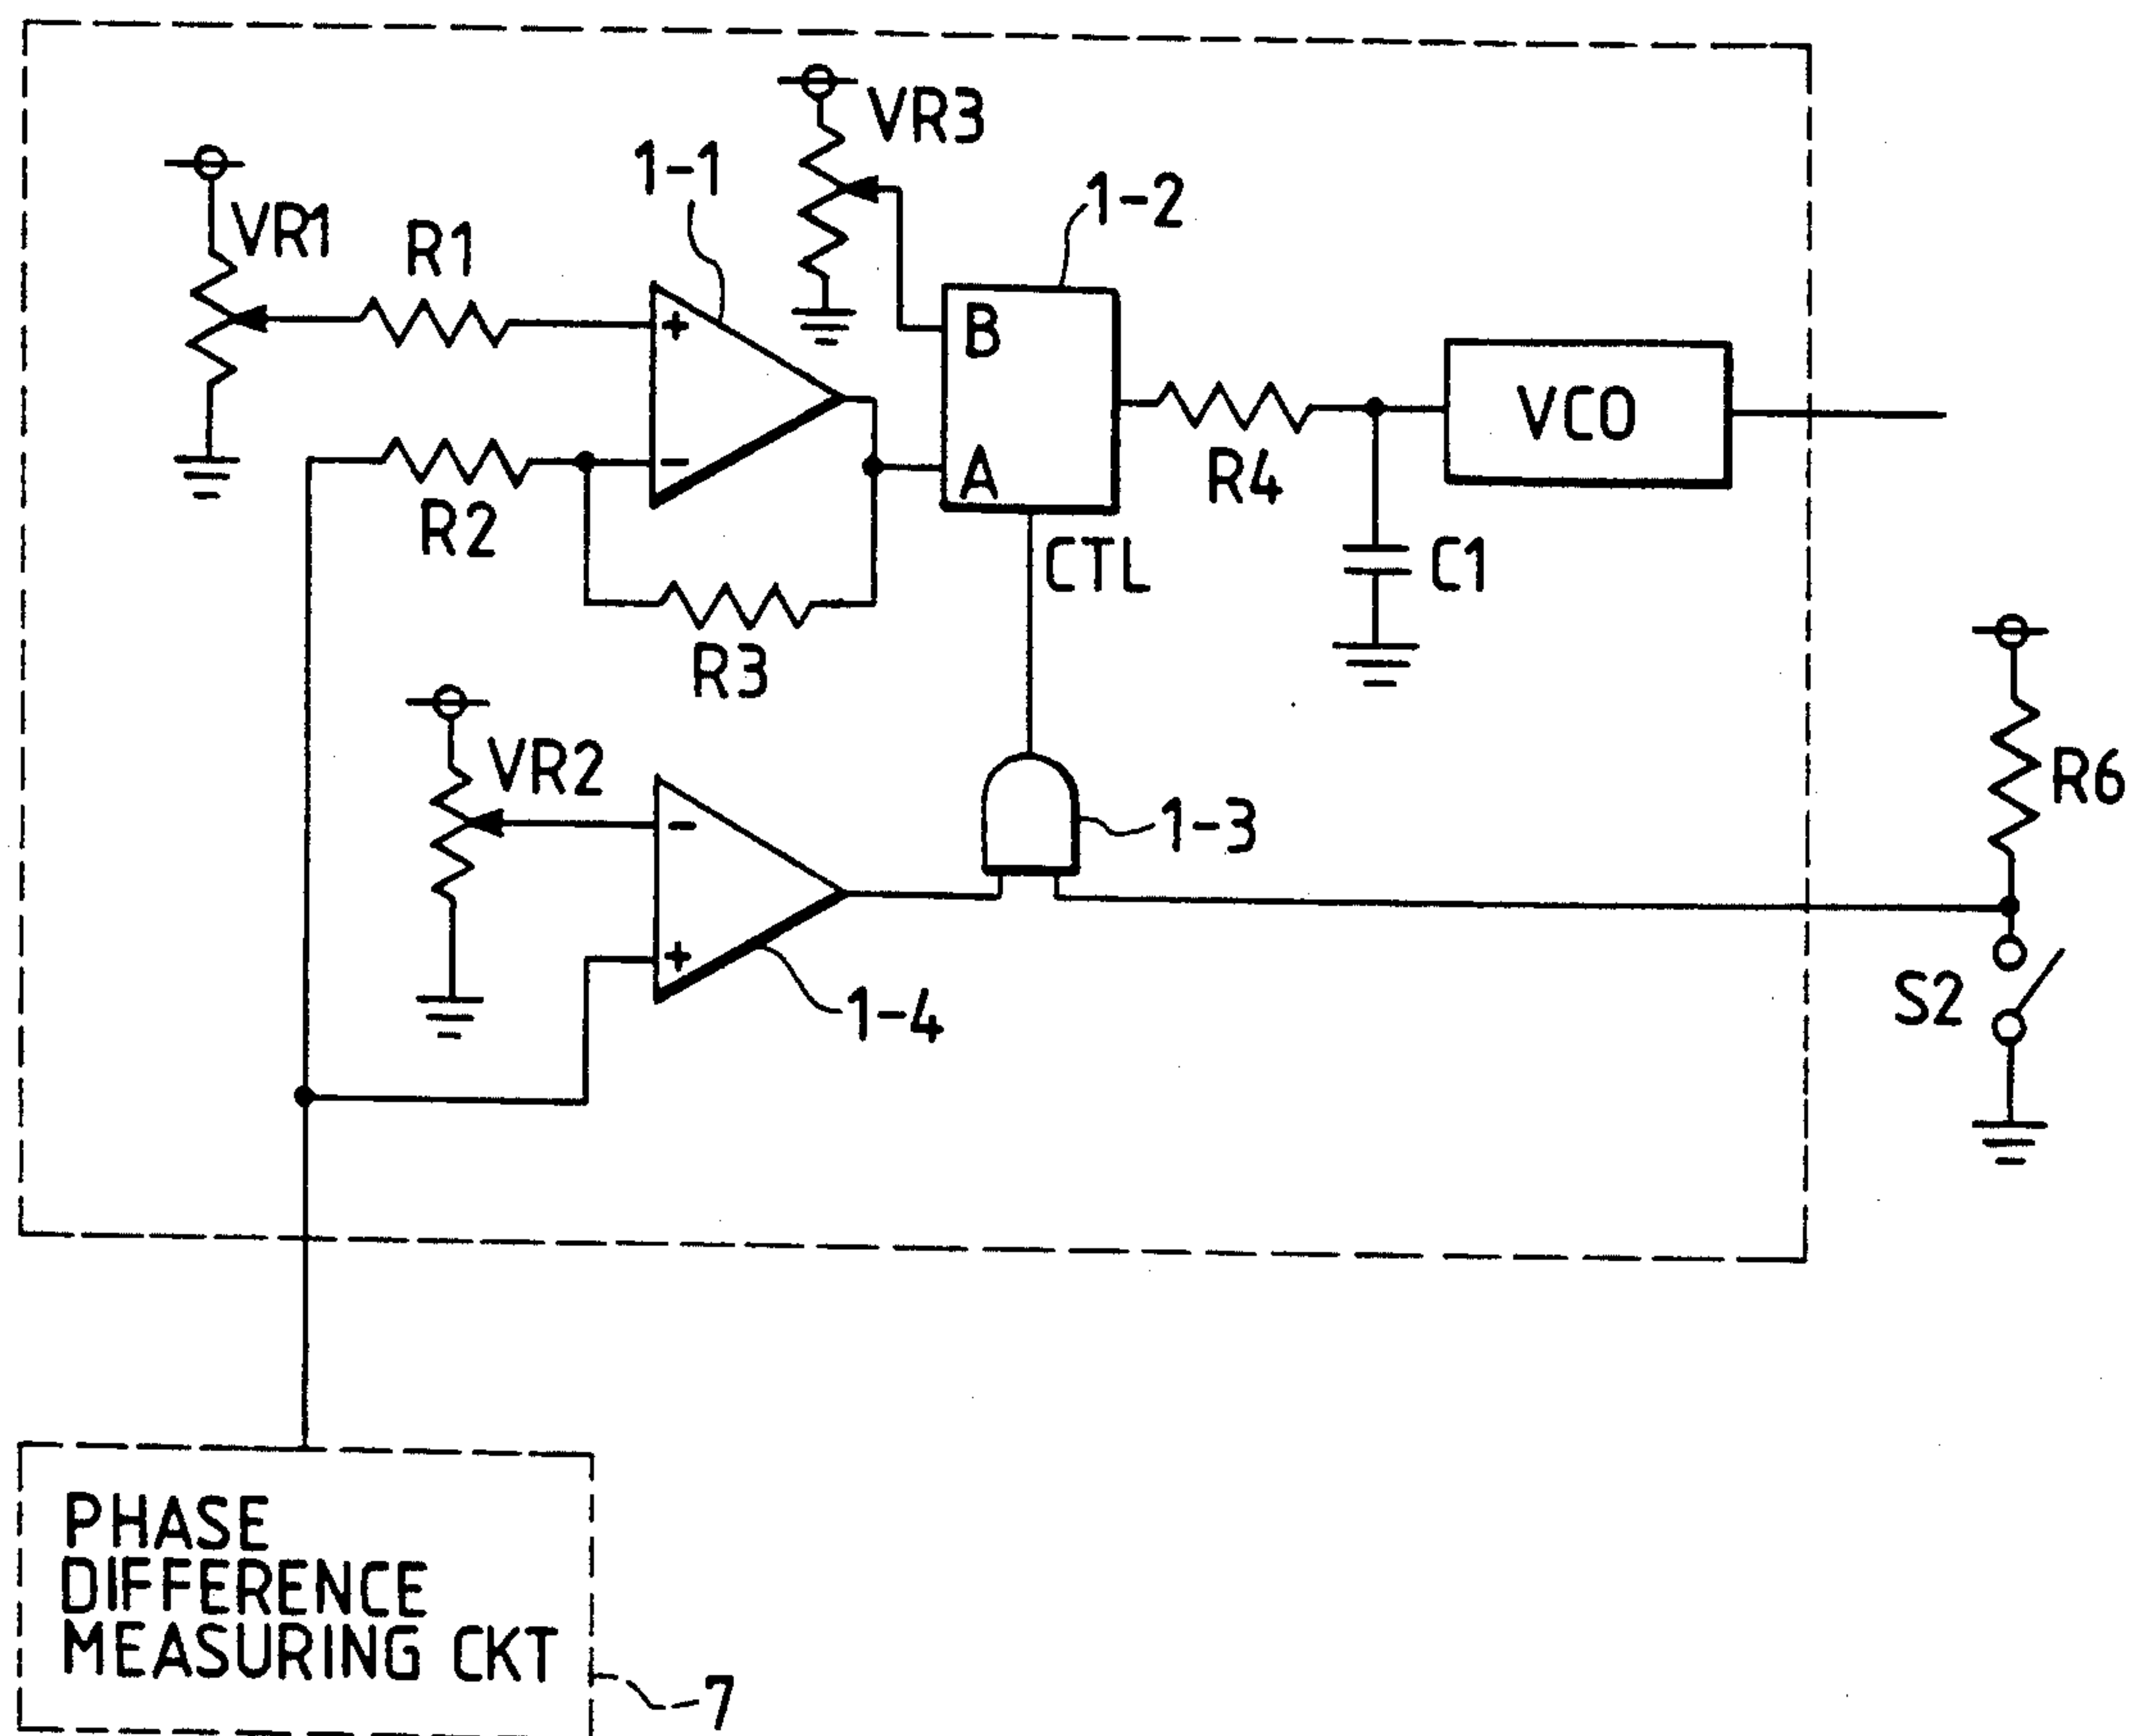 VR3
1-1
1-2
VR1
R1
+
B
VCO
-
A
R4
R2
CTL
C1
R3
VR2
R6
-
1-3
+
1-4
S2
PHASE
DIFFERENCE
MEASURING CKT
7